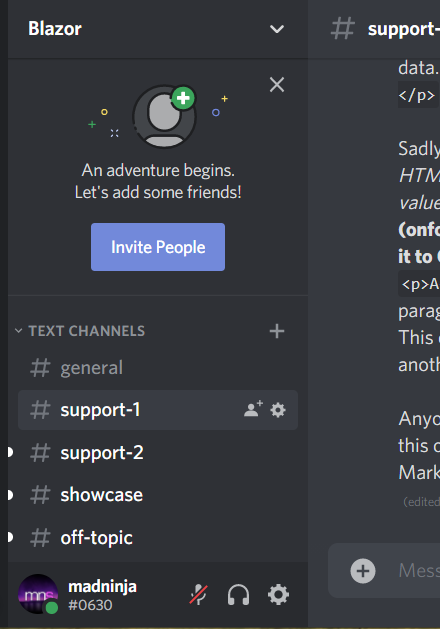 Blazor
An adventure begins.
Let's add some friends!
Invite People
TEXT CHANNELS
# general
# support-1
# support-2
# showcase
# off-topic
mns
madninja
#0630
# support-
data.
</p>
Sadly
HTM
value
(onfo
it to
<p>A
parag
This
anoth
Anyo
this c
Mark
(edited
Mess